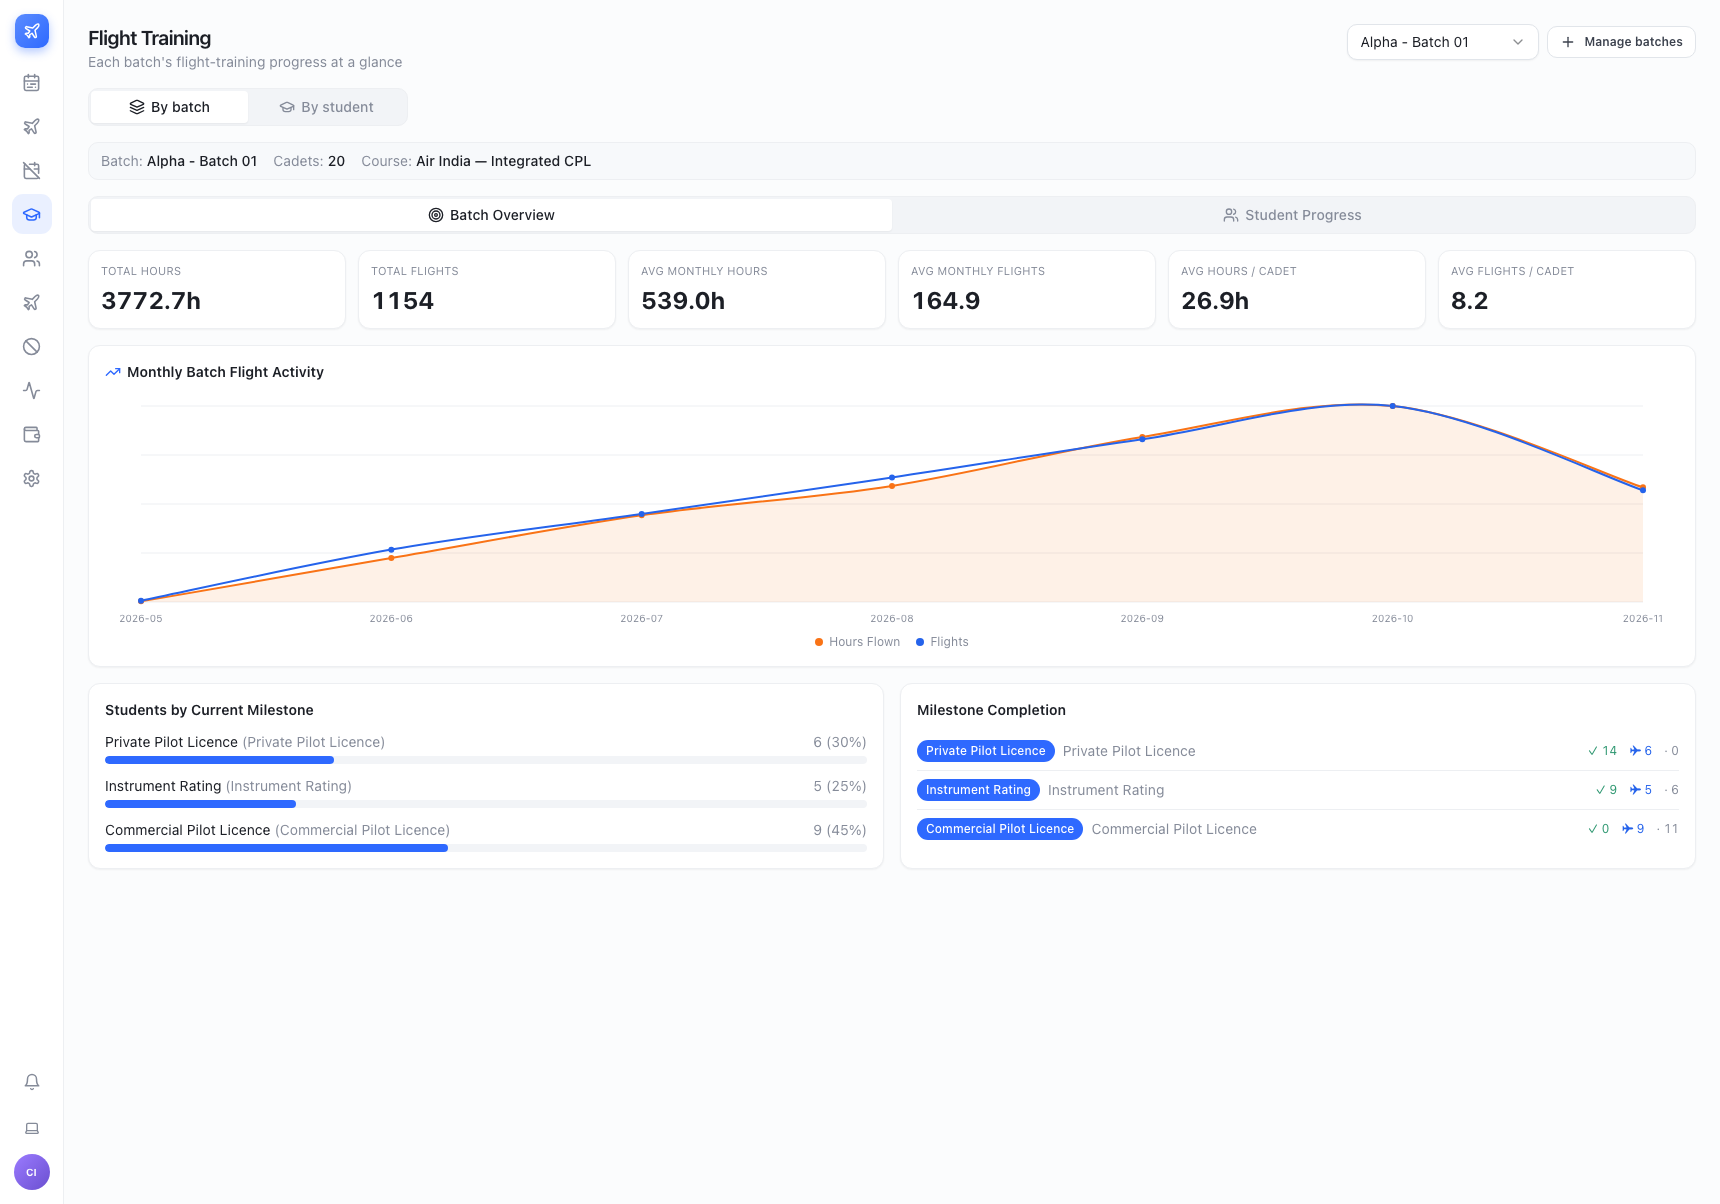 Flight Training
Each batch's flight-training progress at a glance
Alpha - Batch 01
Manage batches
By batch
By student
Batch: Alpha - Batch 01 Cadets: 20 Course: Air India — Integrated CPL
Batch Overview
Student Progress
TOTAL HOURS
3772.7h
TOTAL FLIGHTS
1154
AVG MONTHLY HOURS
539.0h
AVG MONTHLY FLIGHTS
164.9
AVG HOURS / CADET
26.9h
AVG FLIGHTS / CADET
8.2
Monthly Batch Flight Activity
2026-05 2026-06 2026-07 2026-08 2026-09 2026-10 2026-11
Hours Flown Flights
Students by Current Milestone
Private Pilot Licence (Private Pilot Licence) 6 (30%)
Instrument Rating (Instrument Rating) 5 (25%)
Commercial Pilot Licence (Commercial Pilot Licence) 9 (45%)
Milestone Completion
Private Pilot Licence Private Pilot Licence ✓ 14 ✈ 6 · 0
Instrument Rating Instrument Rating ✓ 9 ✈ 5 · 6
Commercial Pilot Licence Commercial Pilot Licence ✓ 0 ✈ 9 · 11
CI